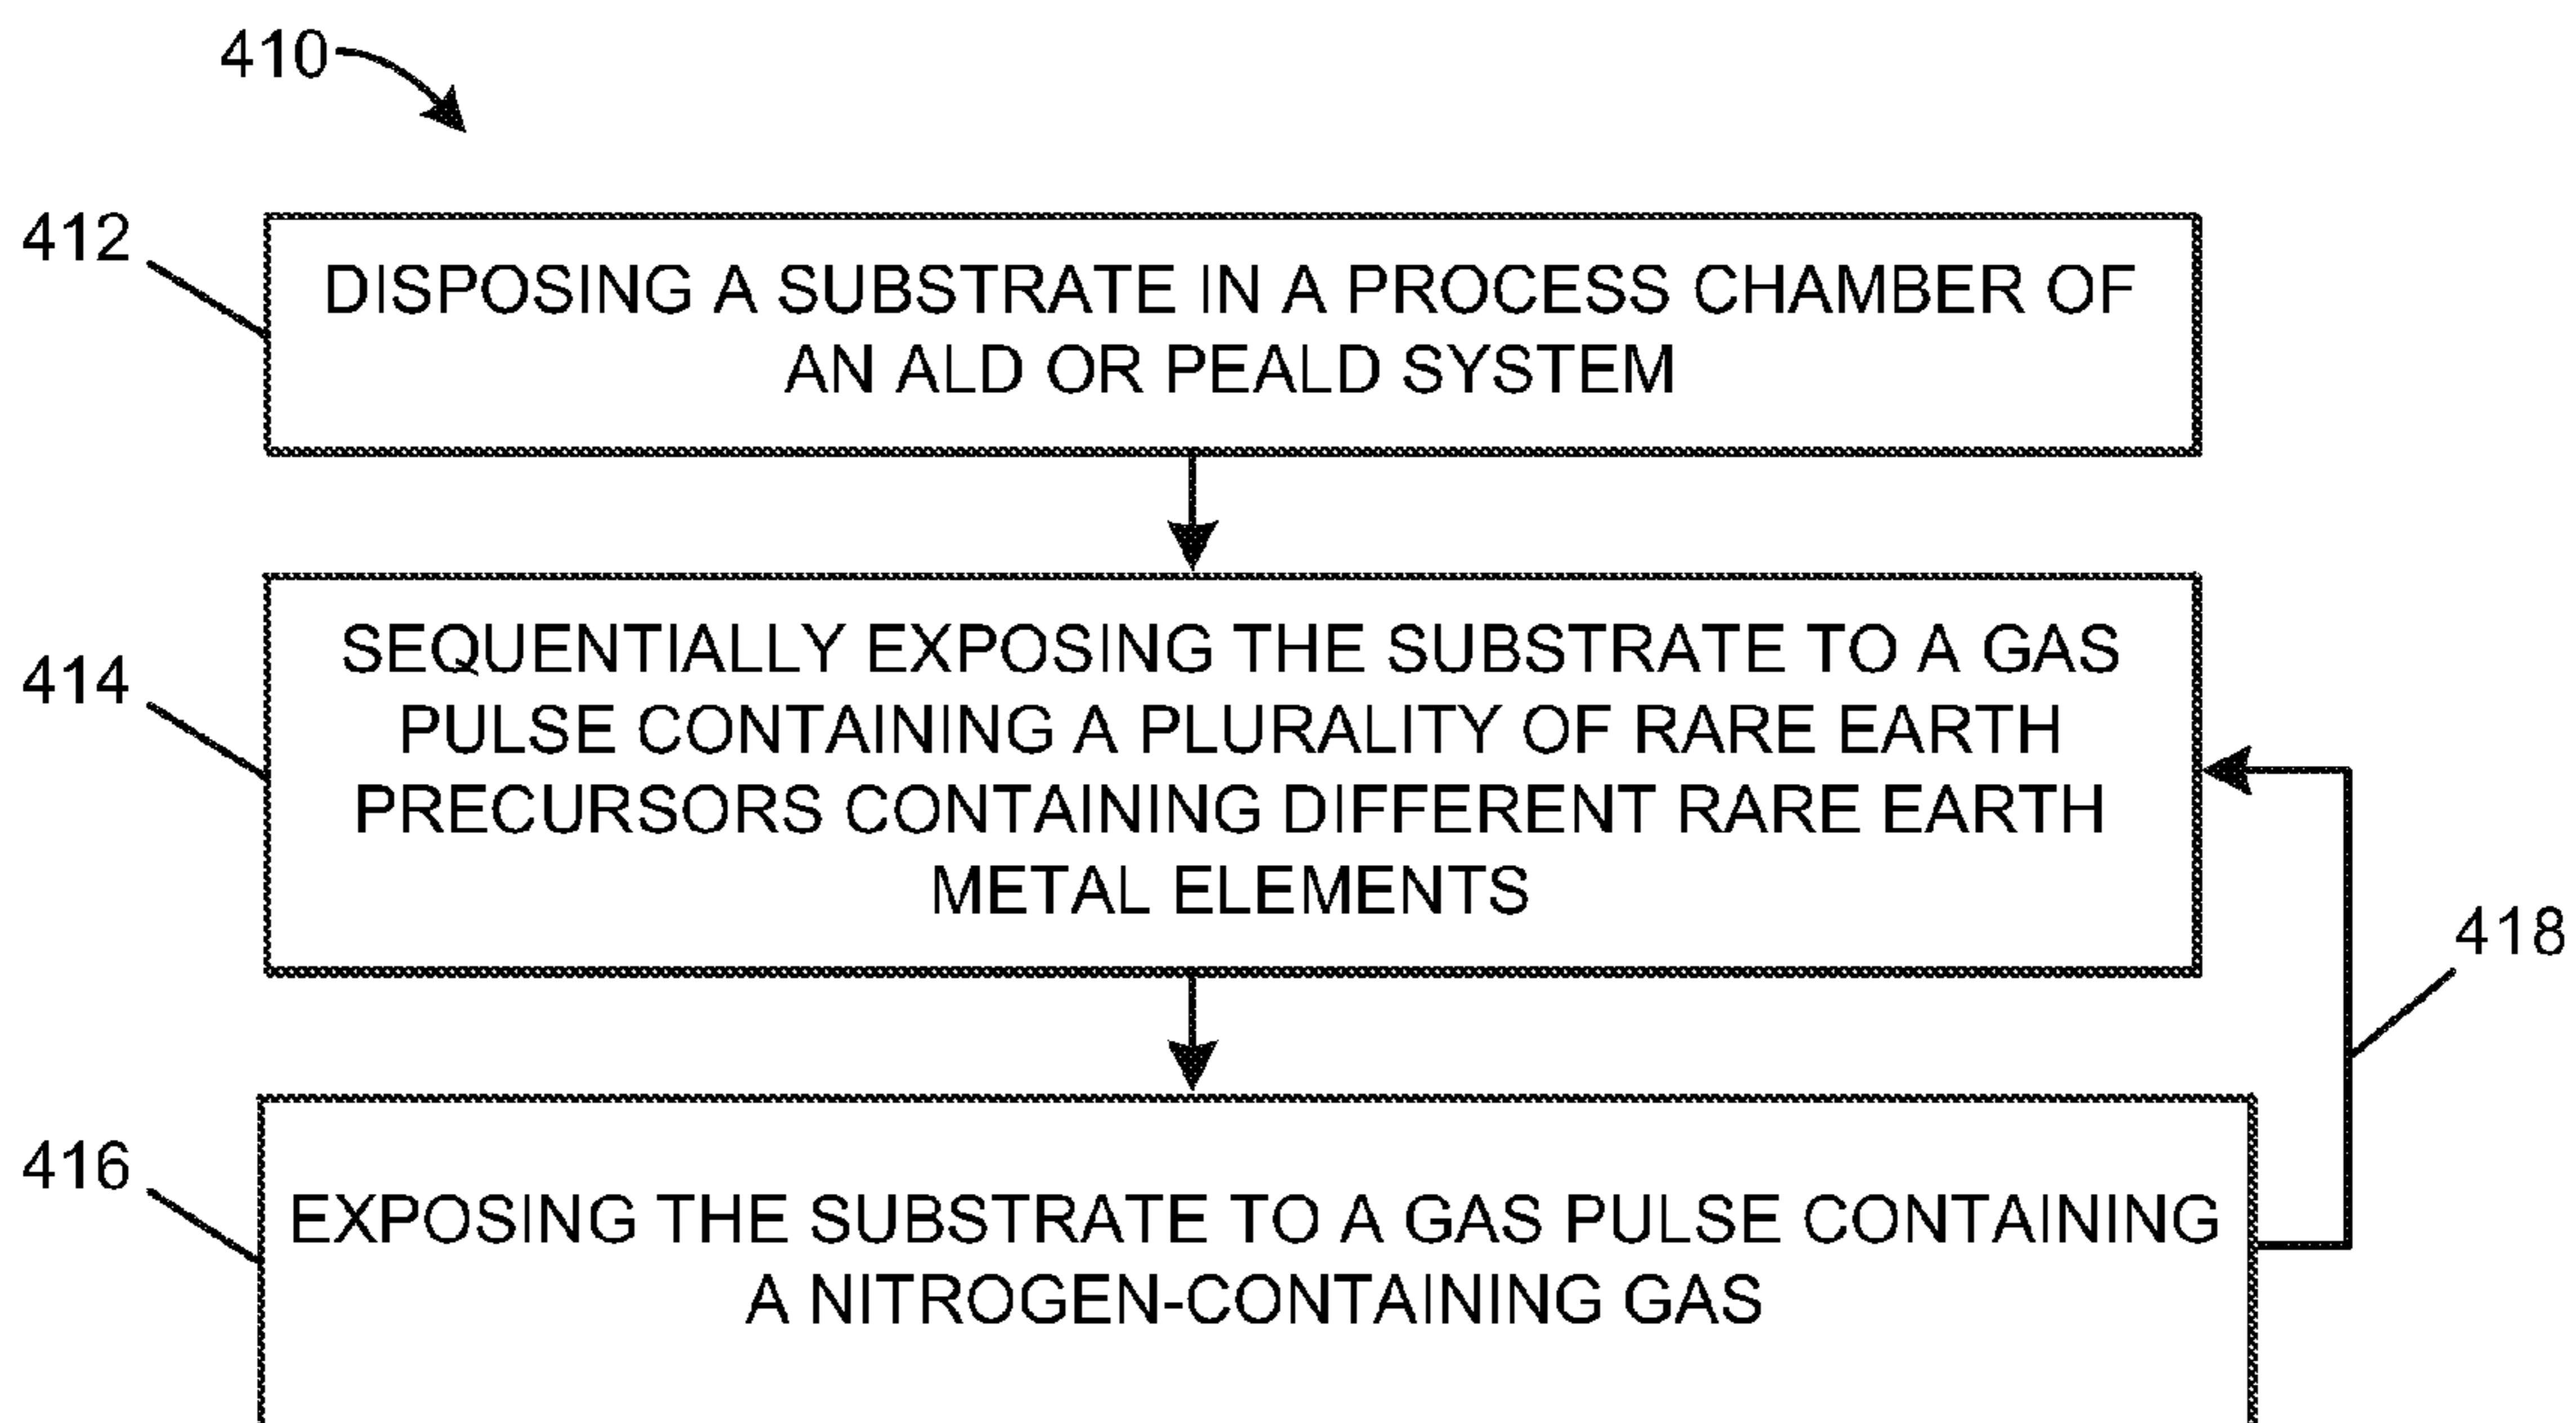 410
412
DISPOSING A SUBSTRATE IN A PROCESS CHAMBER OF
AN ALD OR PEALD SYSTEM
414
SEQUENTIALLY EXPOSING THE SUBSTRATE TO A GAS
PULSE CONTAINING A PLURALITY OF RARE EARTH
PRECURSORS CONTAINING DIFFERENT RARE EARTH
METAL ELEMENTS
418
416
EXPOSING THE SUBSTRATE TO A GAS PULSE CONTAINING
A NITROGEN-CONTAINING GAS